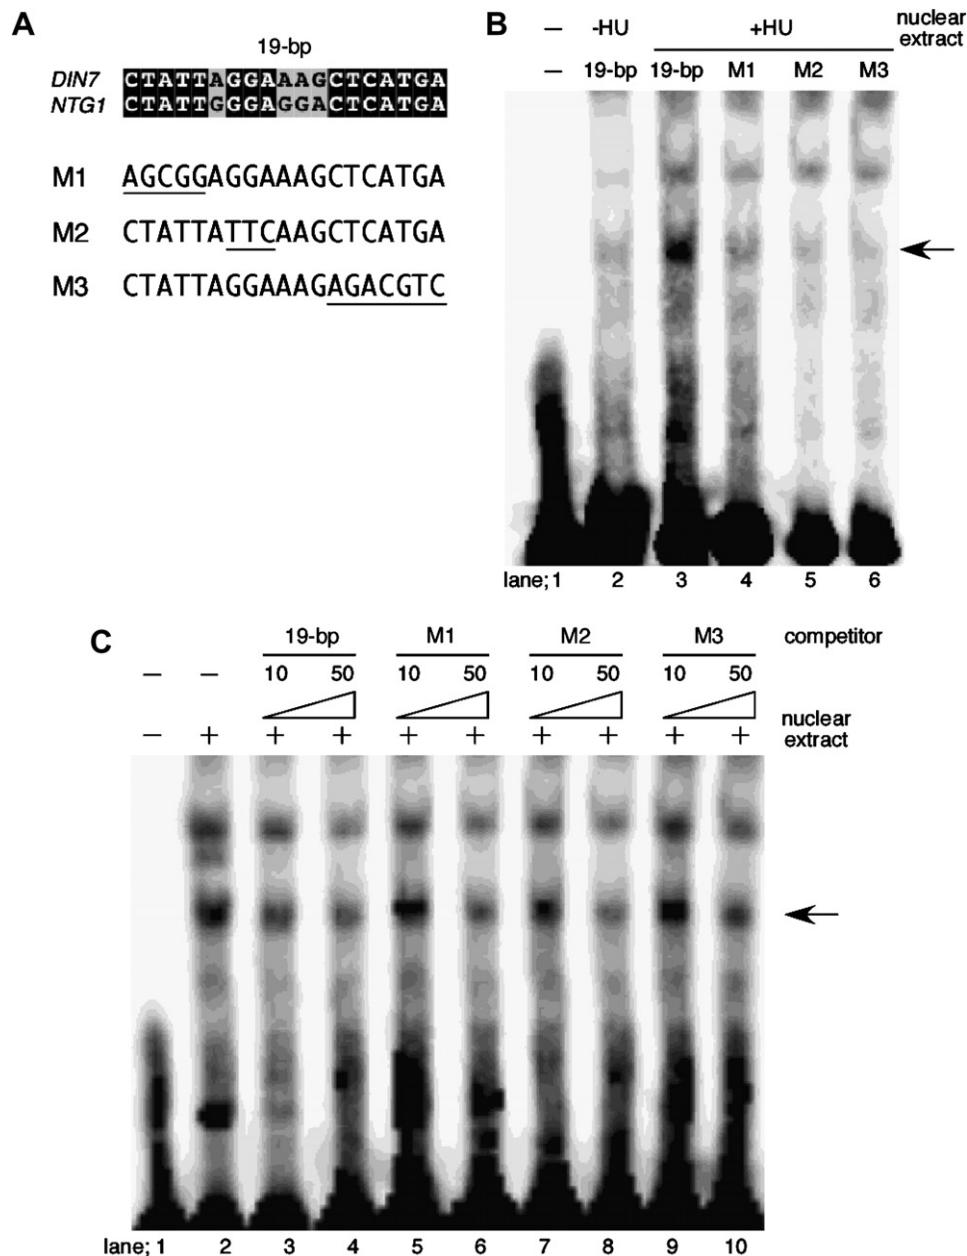 A
19-bp
DIN7 CTATTAGGAAAGCTCATGA
NTG1 CTATTGGGAGGACTCATGA
M1 AGCGGAGGAAAGCTCATGA
M2 CTATTATTCAAGCTCATGA
M3 CTATTAGGAAAGAGACGTC
B
— -HU +HU nuclear extract
— 19-bp 19-bp M1 M2 M3
lane; 1 2 3 4 5 6
C
19-bp M1 M2 M3 competitor
— — 10 50 10 50 10 50 10 50
— + + + + + + + + + nuclear extract
lane; 1 2 3 4 5 6 7 8 9 10